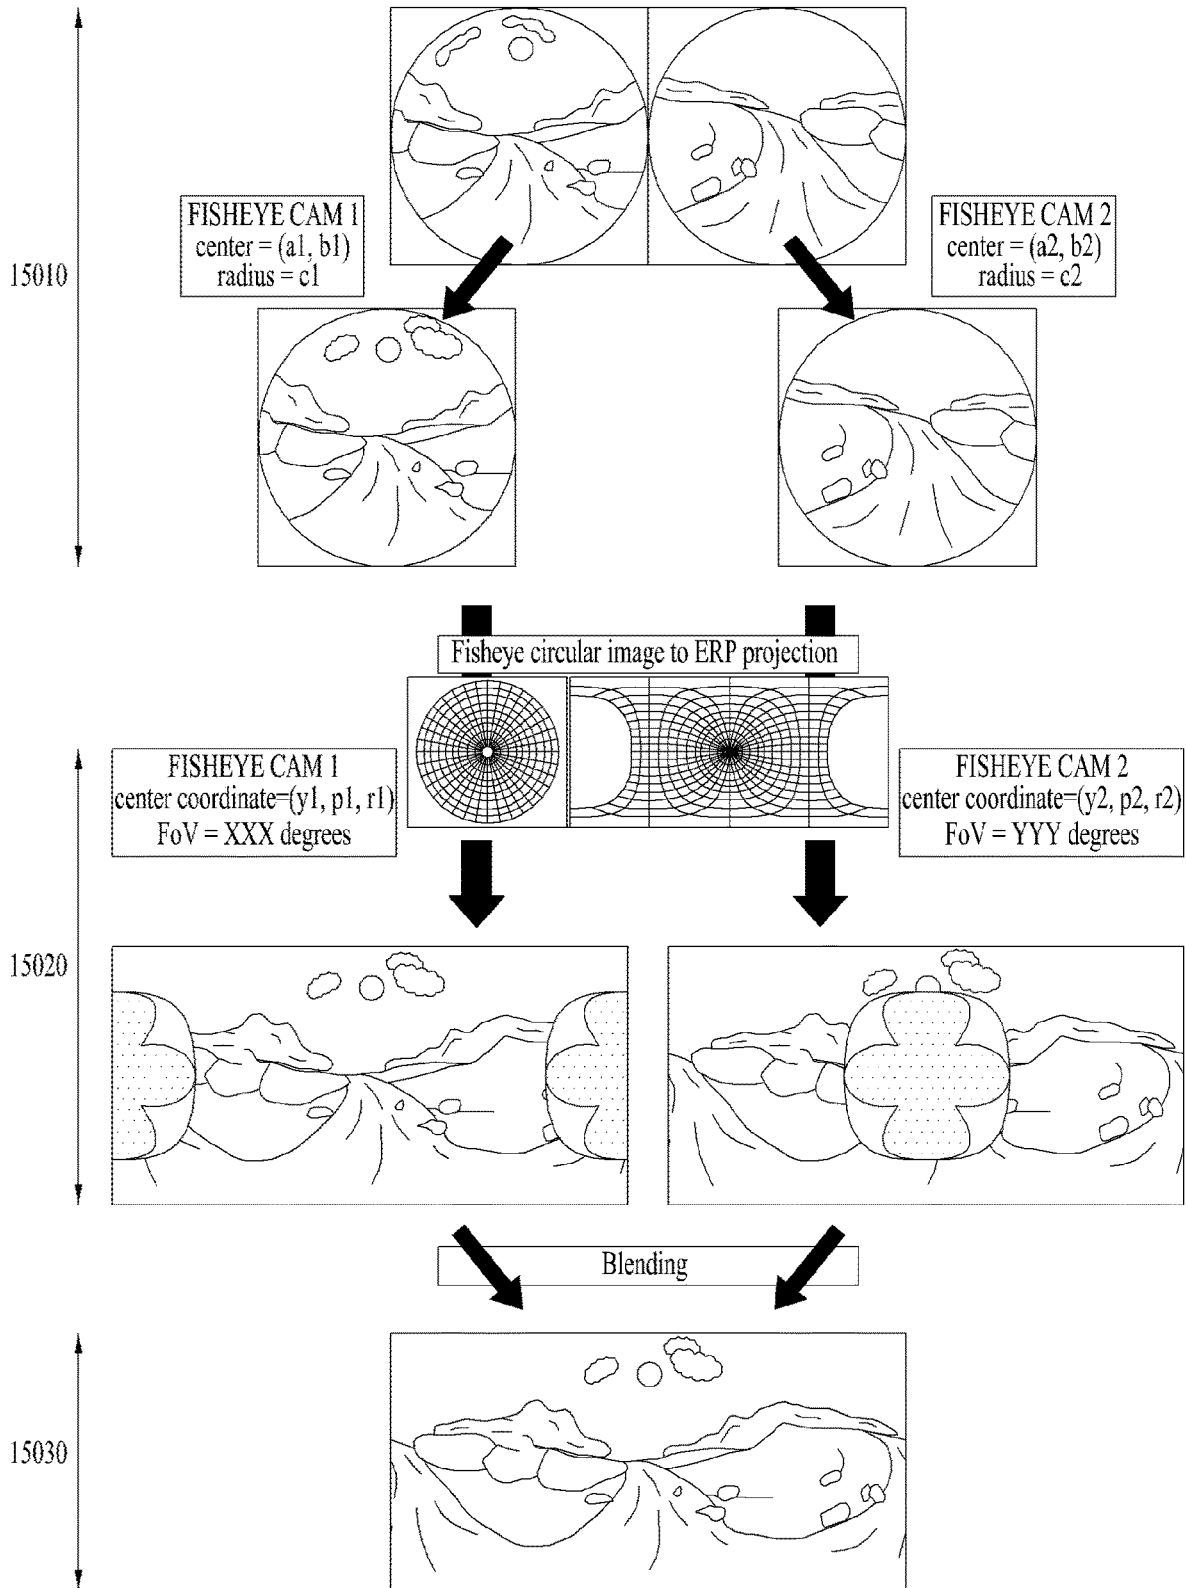 FISHEYE CAM 1
center = (a1, b1)
radius = c1
FISHEYE CAM 2
center = (a2, b2)
radius = c2
15010
Fisheye circular image to ERP projection
FISHEYE CAM 1
center coordinate=(y1, p1, r1)
FoV = XXX degrees
FISHEYE CAM 2
center coordinate=(y2, p2, r2)
FoV = YYY degrees
15020
Blending
15030